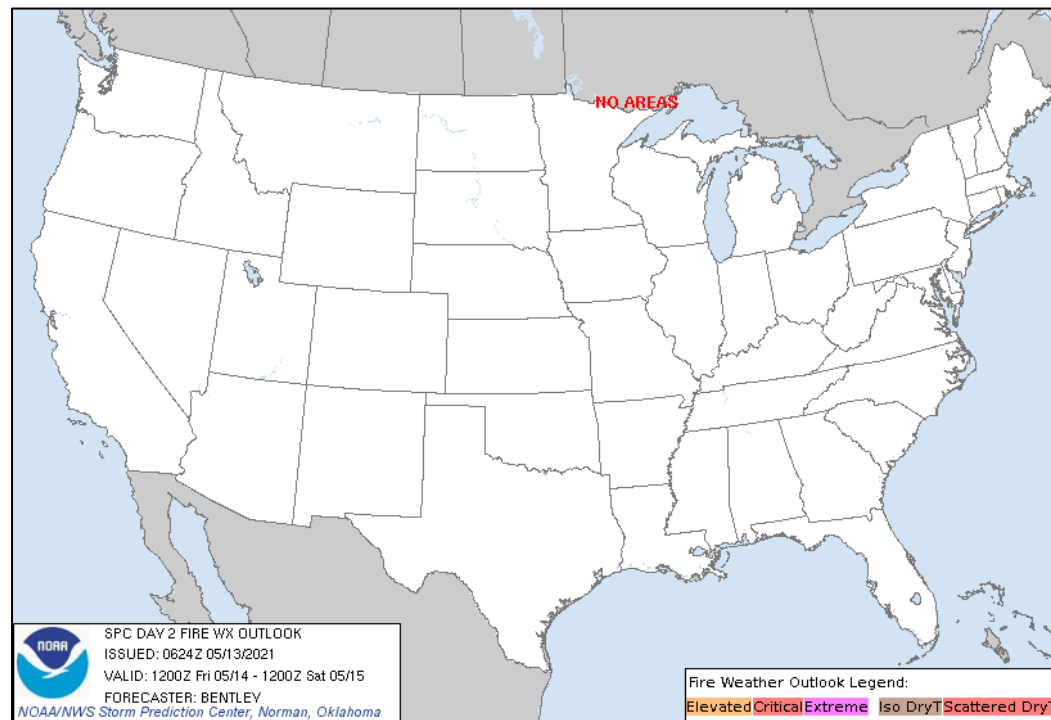 NO AREAS
NOAA
SPC DAY 2 FIRE WX OUTLOOK
ISSUED: 0624Z 05/13/2021
VALID: 1200Z Fri 05/14 - 1200Z Sat 05/15
FORECASTER: BENTLEY
NOAA/NWS Storm Prediction Center, Norman, Oklahoma
Fire Weather Outlook Legend:
Elevated Critical Extreme Iso DryT Scattered DryT